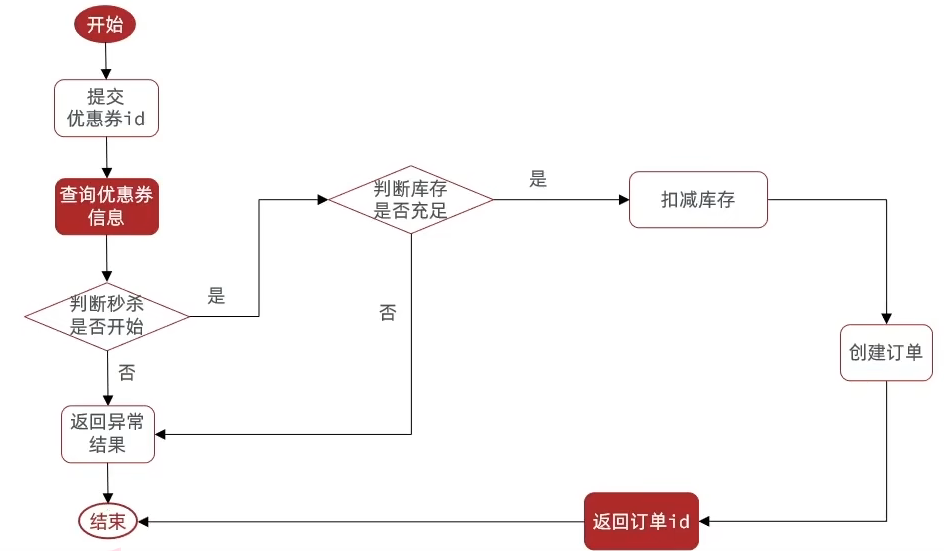 开始
提交
优惠券id
查询优惠券
信息
判断秒杀
是否开始
是
否
返回异常
结果
结束
判断库存
是否充足
是
否
扣减库存
创建订单
返回订单id